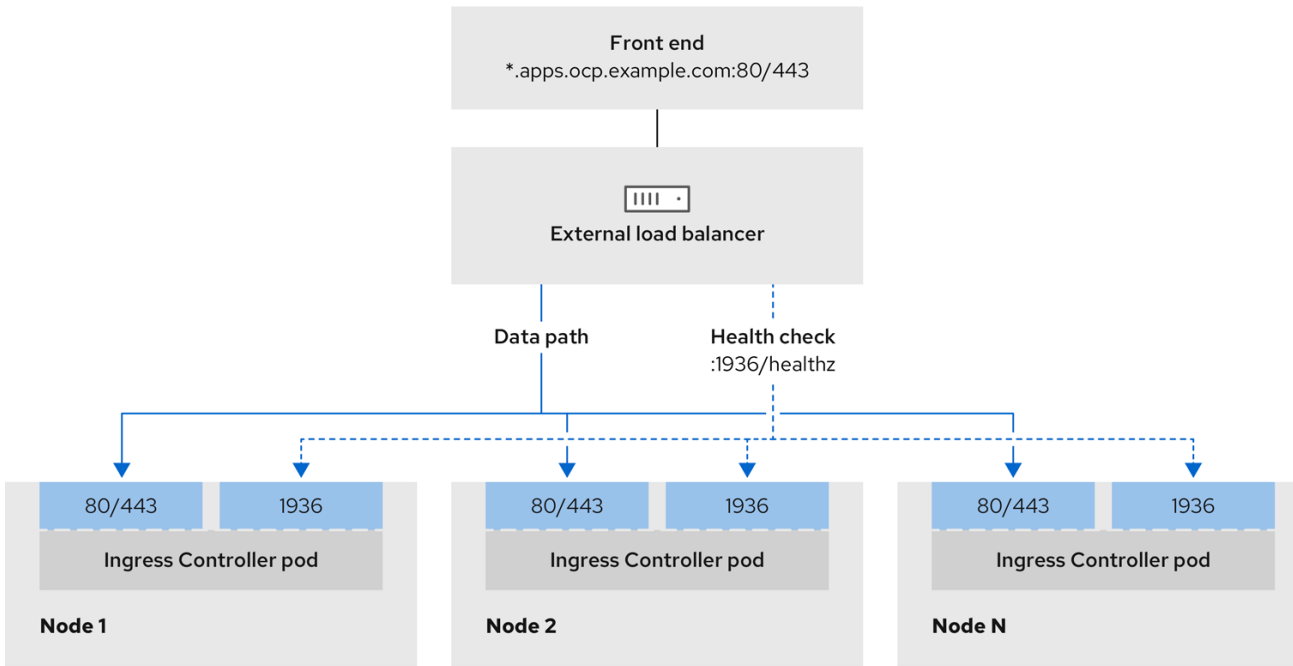 Front end
*.apps.ocp.example.com:80/443
External load balancer
Data path
Health check
:1936/healthz
80/443
1936
80/443
1936
80/443
1936
Ingress Controller pod
Ingress Controller pod
Ingress Controller pod
Node 1
Node 2
Node N